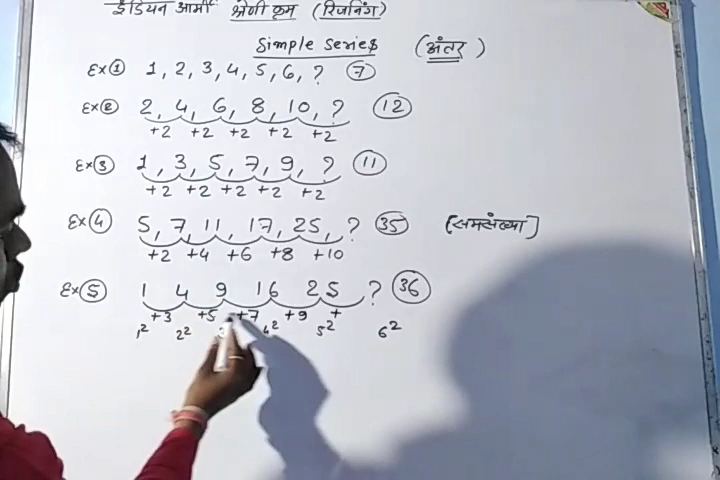 इंडियन आर्मी श्रेणी क्रम (रिजनिंग)
Simple Series (अंतर)
Ex① 1, 2, 3, 4, 5, 6, ? ⑦
Ex② 2, 4, 6, 8, 10, ? ⑫
+2 +2 +2 +2 +2
Ex③ 1, 3, 5, 7, 9, ? ⑪
+2 +2 +2 +2 +2
Ex④ 5, 7, 11, 17, 25, ? ㉟ [समसंख्या]
+2 +4 +6 +8 +10
Ex⑤ 1 4 9 16 25 ? ㊱
+3 +5 +7 +9 +
1² 2² 4² 5² 6²